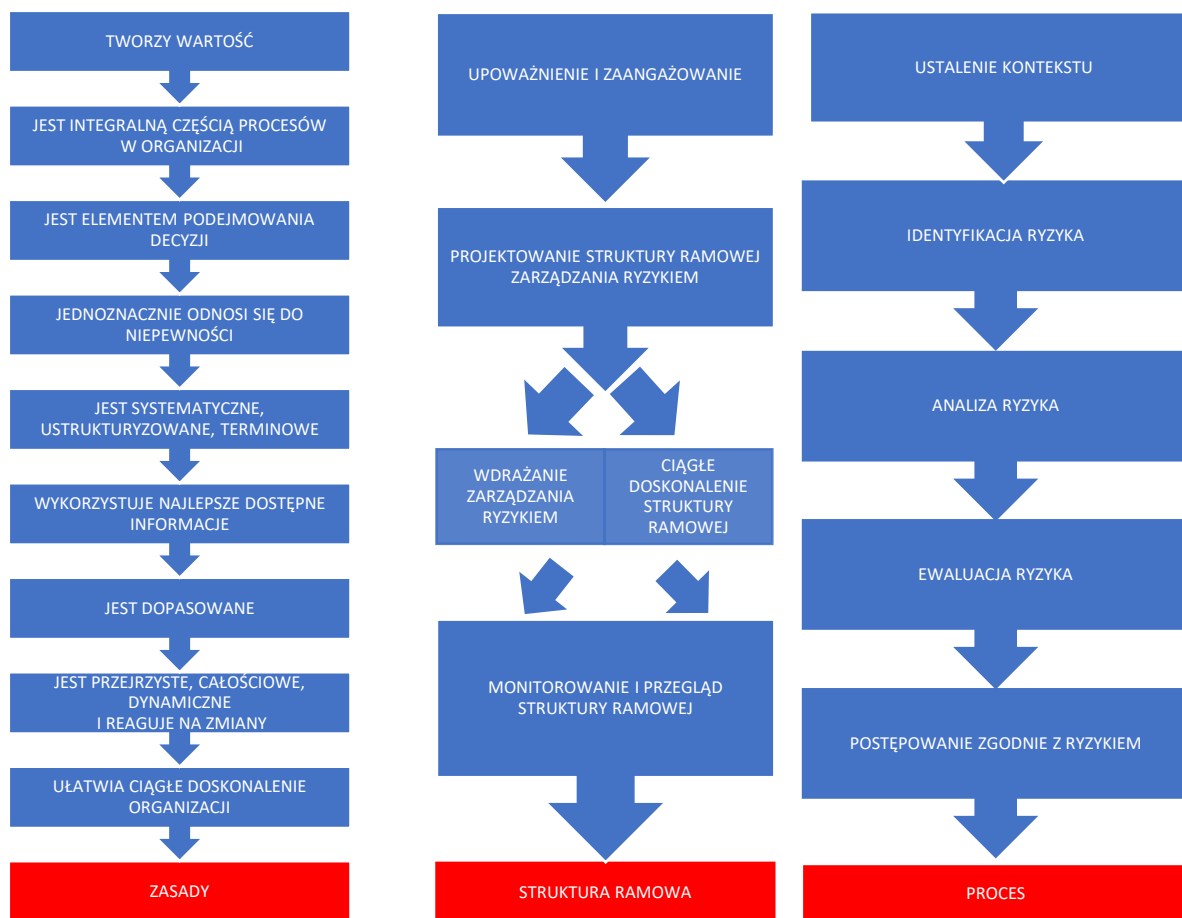 TWORZY WARTOŚĆ
JEST INTEGRALNĄ CZĘŚCIĄ PROCESÓW
W ORGANIZACJI
JEST ELEMENTEM PODEJMOWANIA
DECYZJI
JEDNOZNACZNIE ODNOSI SIĘ DO
NIEPEWNOŚCI
JEST SYSTEMATYCZNE,
USTRUKTURYZOWANE, TERMINOWE
WYKORZYSTUJE NAJLEPSZE DOSTĘPNE
INFORMACJE
JEST DOPASOWANE
JEST PRZEJRZYSTE, CAŁOŚCIOWE,
DYNAMICZNE
I REAGUJE NA ZMIANY
UŁATWIA CIĄGŁE DOSKONALENIE
ORGANIZACJI
ZASADY
UPOWAŻNIENIE I ZAANGAŻOWANIE
PROJEKTOWANIE STRUKTURY RAMOWEJ
ZARZĄDZANIA RYZYKIEM
WDRAŻANIE
ZARZĄDZANIA
RYZYKIEM
CIĄGŁE
DOSKONALENIE
STRUKTURY
RAMOWEJ
MONITOROWANIE I PRZEGLĄD
STRUKTURY RAMOWEJ
STRUKTURA RAMOWA
USTALENIE KONTEKSTU
IDENTYFIKACJA RYZYKA
ANALIZA RYZYKA
EWALUACJA RYZYKA
POSTĘPOWANIE ZGODNIE Z RYZYKIEM
PROCES